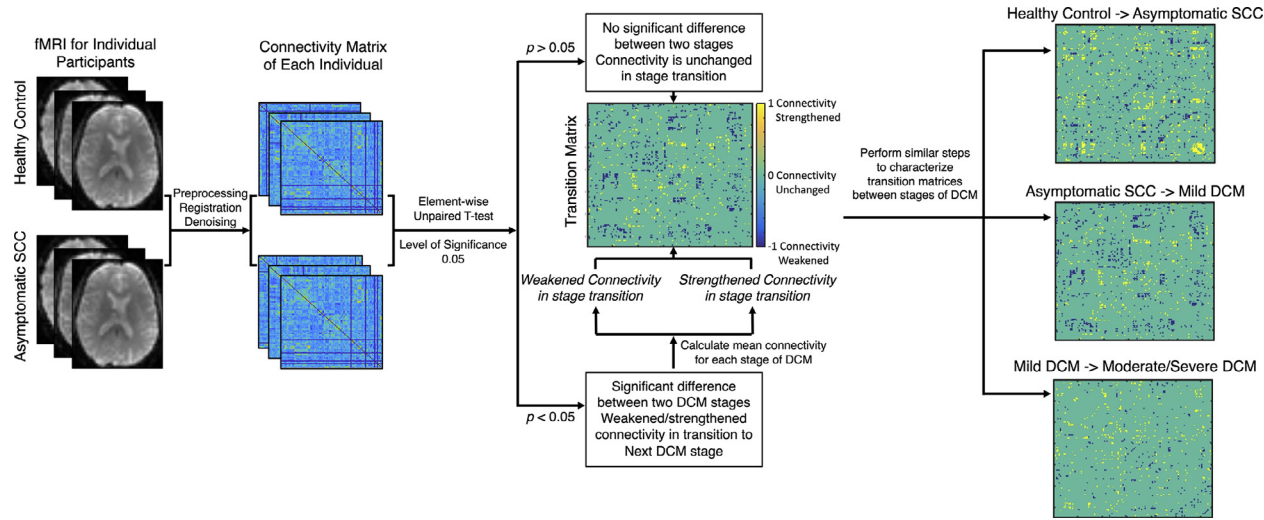 fMRI for Individual
Participants
Healthy Control
Asymptomatic SCC
Preprocessing
Registration
Denoising
Connectivity Matrix
of Each Individual
Element-wise
Unpaired T-test
Level of Significance
0.05
p > 0.05
p < 0.05
No significant difference
between two stages
Connectivity is unchanged
in stage transition
Transition Matrix
1 Connectivity
Strengthened
0 Connectivity
Unchanged
-1 Connectivity
Weakened
Weakened Connectivity
in stage transition
Strengthened Connectivity
in stage transition
Calculate mean connectivity
for each stage of DCM
Significant difference
between two DCM stages
Weakened/strengthened
connectivity in transition to
Next DCM stage
Perform similar steps
to characterize
transition matrices
between stages of DCM
Healthy Control -> Asymptomatic SCC
Asymptomatic SCC -> Mild DCM
Mild DCM -> Moderate/Severe DCM